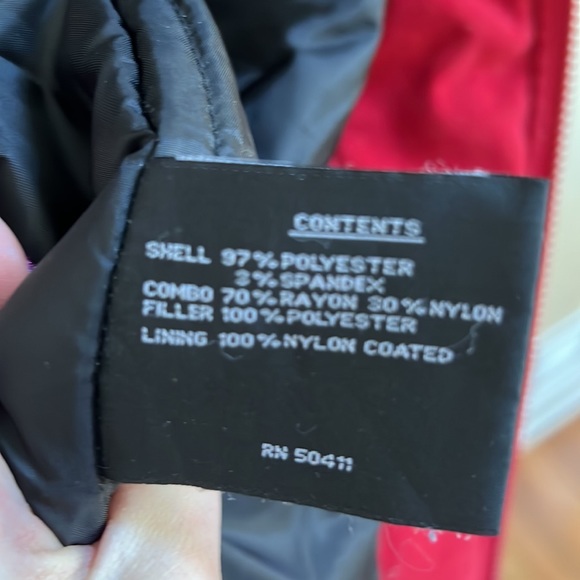 CONTENTS
SHELL 97% POLYESTER
3% SPANDEX
COMBO 70% RAYON 30% NYLON
FILLER 100% POLYESTER
LINING 100% NYLON COATED
RN 50411